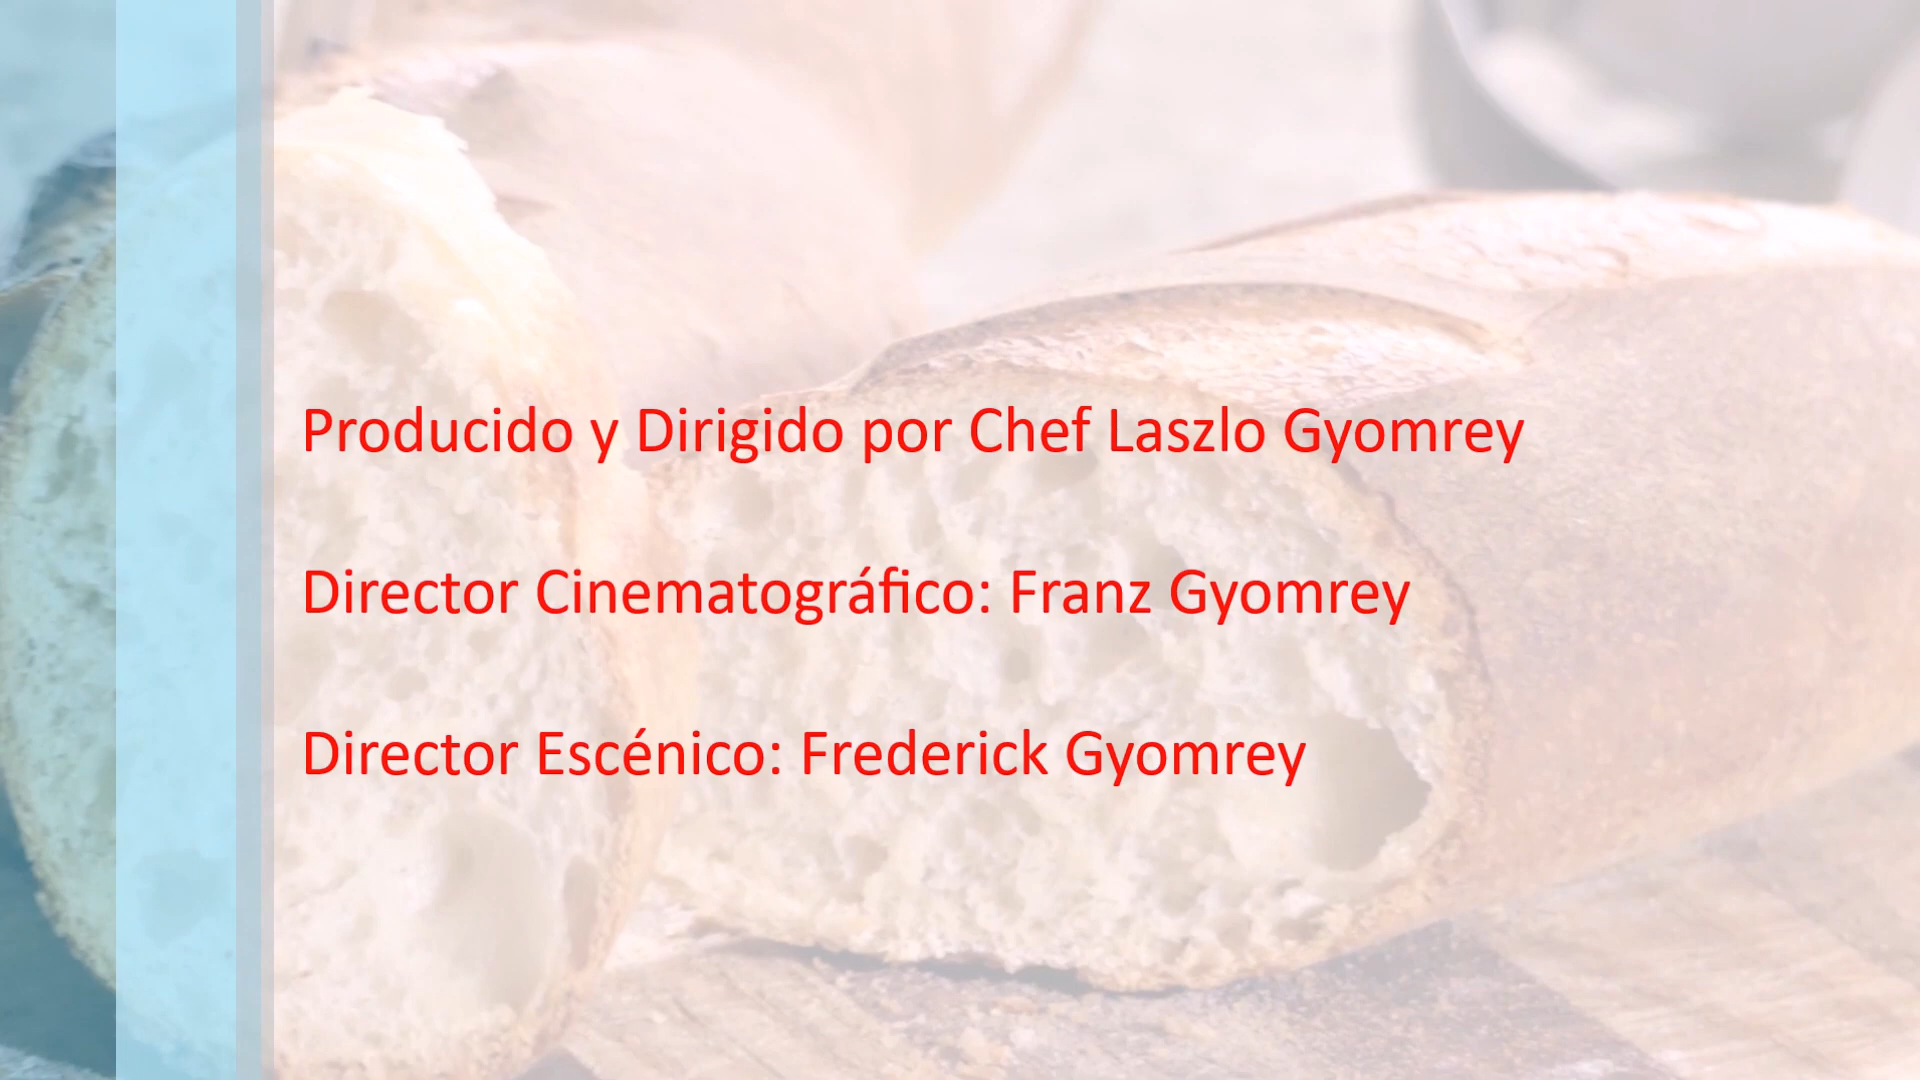 Producido y Dirigido por Chef Laszlo Gyomrey
Director Cinematográfico: Franz Gyomrey
Director Escénico: Frederick Gyomrey